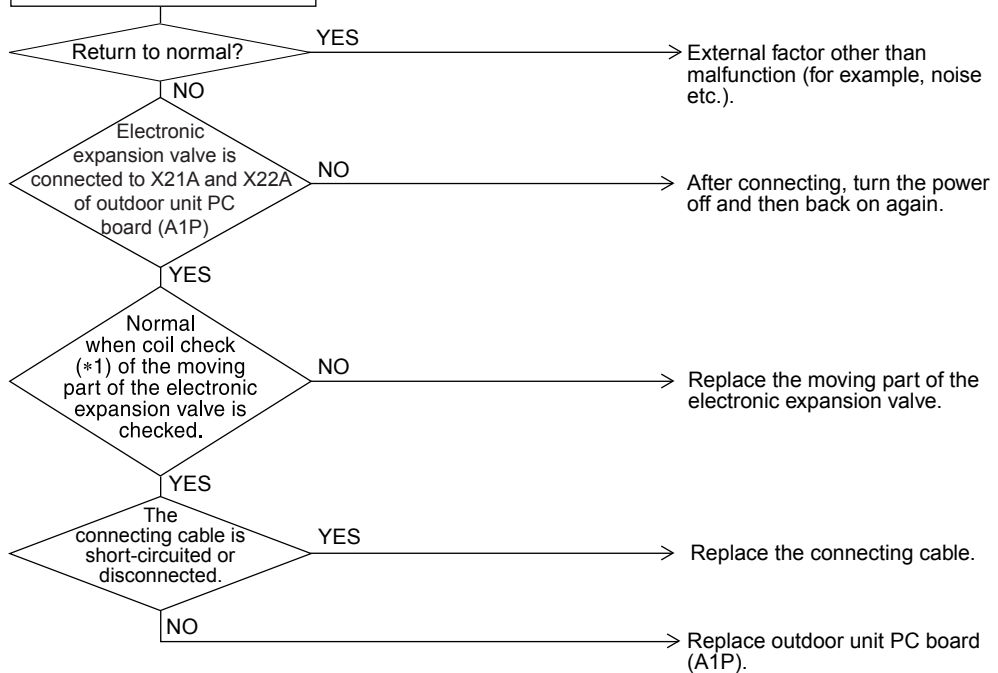 Return to normal?
YES
External factor other than
malfunction (for example, noise
etc.).
NO
Electronic
expansion valve is
connected to X21A and X22A
of outdoor unit PC
board (A1P)
NO
After connecting, turn the power
off and then back on again.
YES
Normal
when coil check
(*1) of the moving
part of the electronic
expansion valve is
checked.
NO
Replace the moving part of the
electronic expansion valve.
YES
The
connecting cable is
short-circuited or
disconnected.
YES
Replace the connecting cable.
NO
Replace outdoor unit PC board
(A1P).